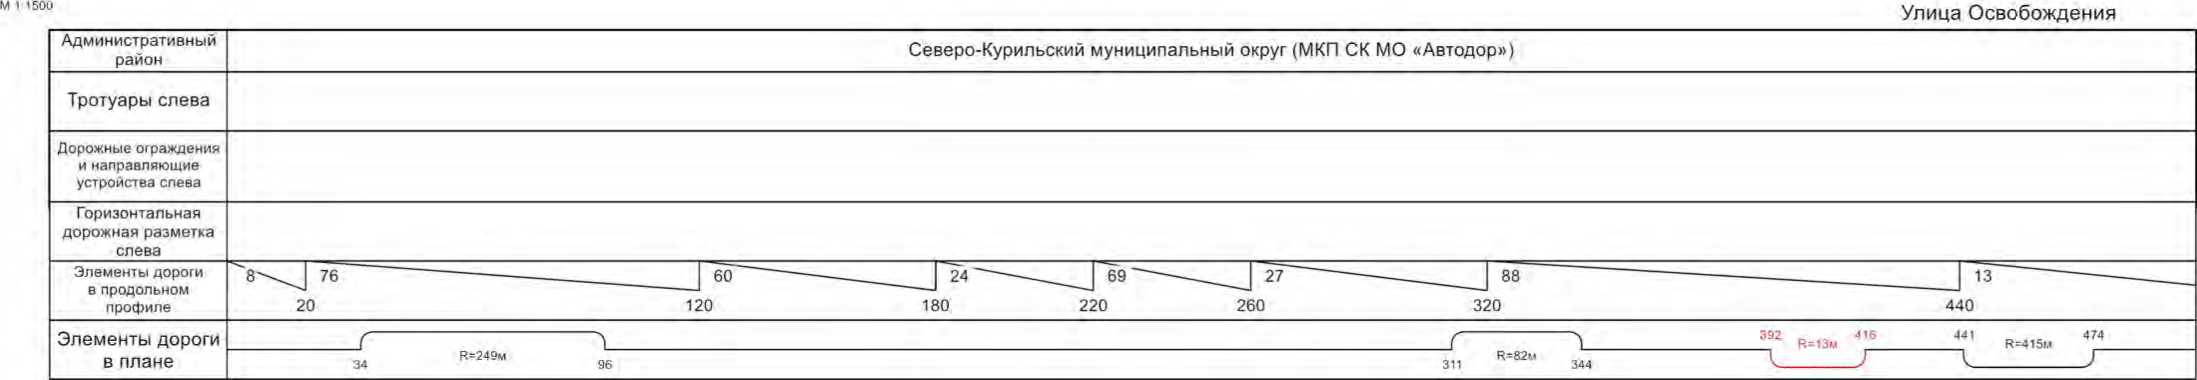 М 1:1500
Улица Освобождения
Административный
район
Северо-Курильский муниципальный округ (МКП СК МО «Автодор»)
Тротуары слева
Дорожные ограждения
и направляющие
устройства слева
Горизонтальная
дорожная разметка
слева
Элементы дороги
в продольном
профиле
8 76 60 24 69 27 88 13
20 120 180 220 260 320 440
Элементы дороги
в плане
34 R=249м 96
311 R=82м 344
392 R=13м 416
441 R=415м 474